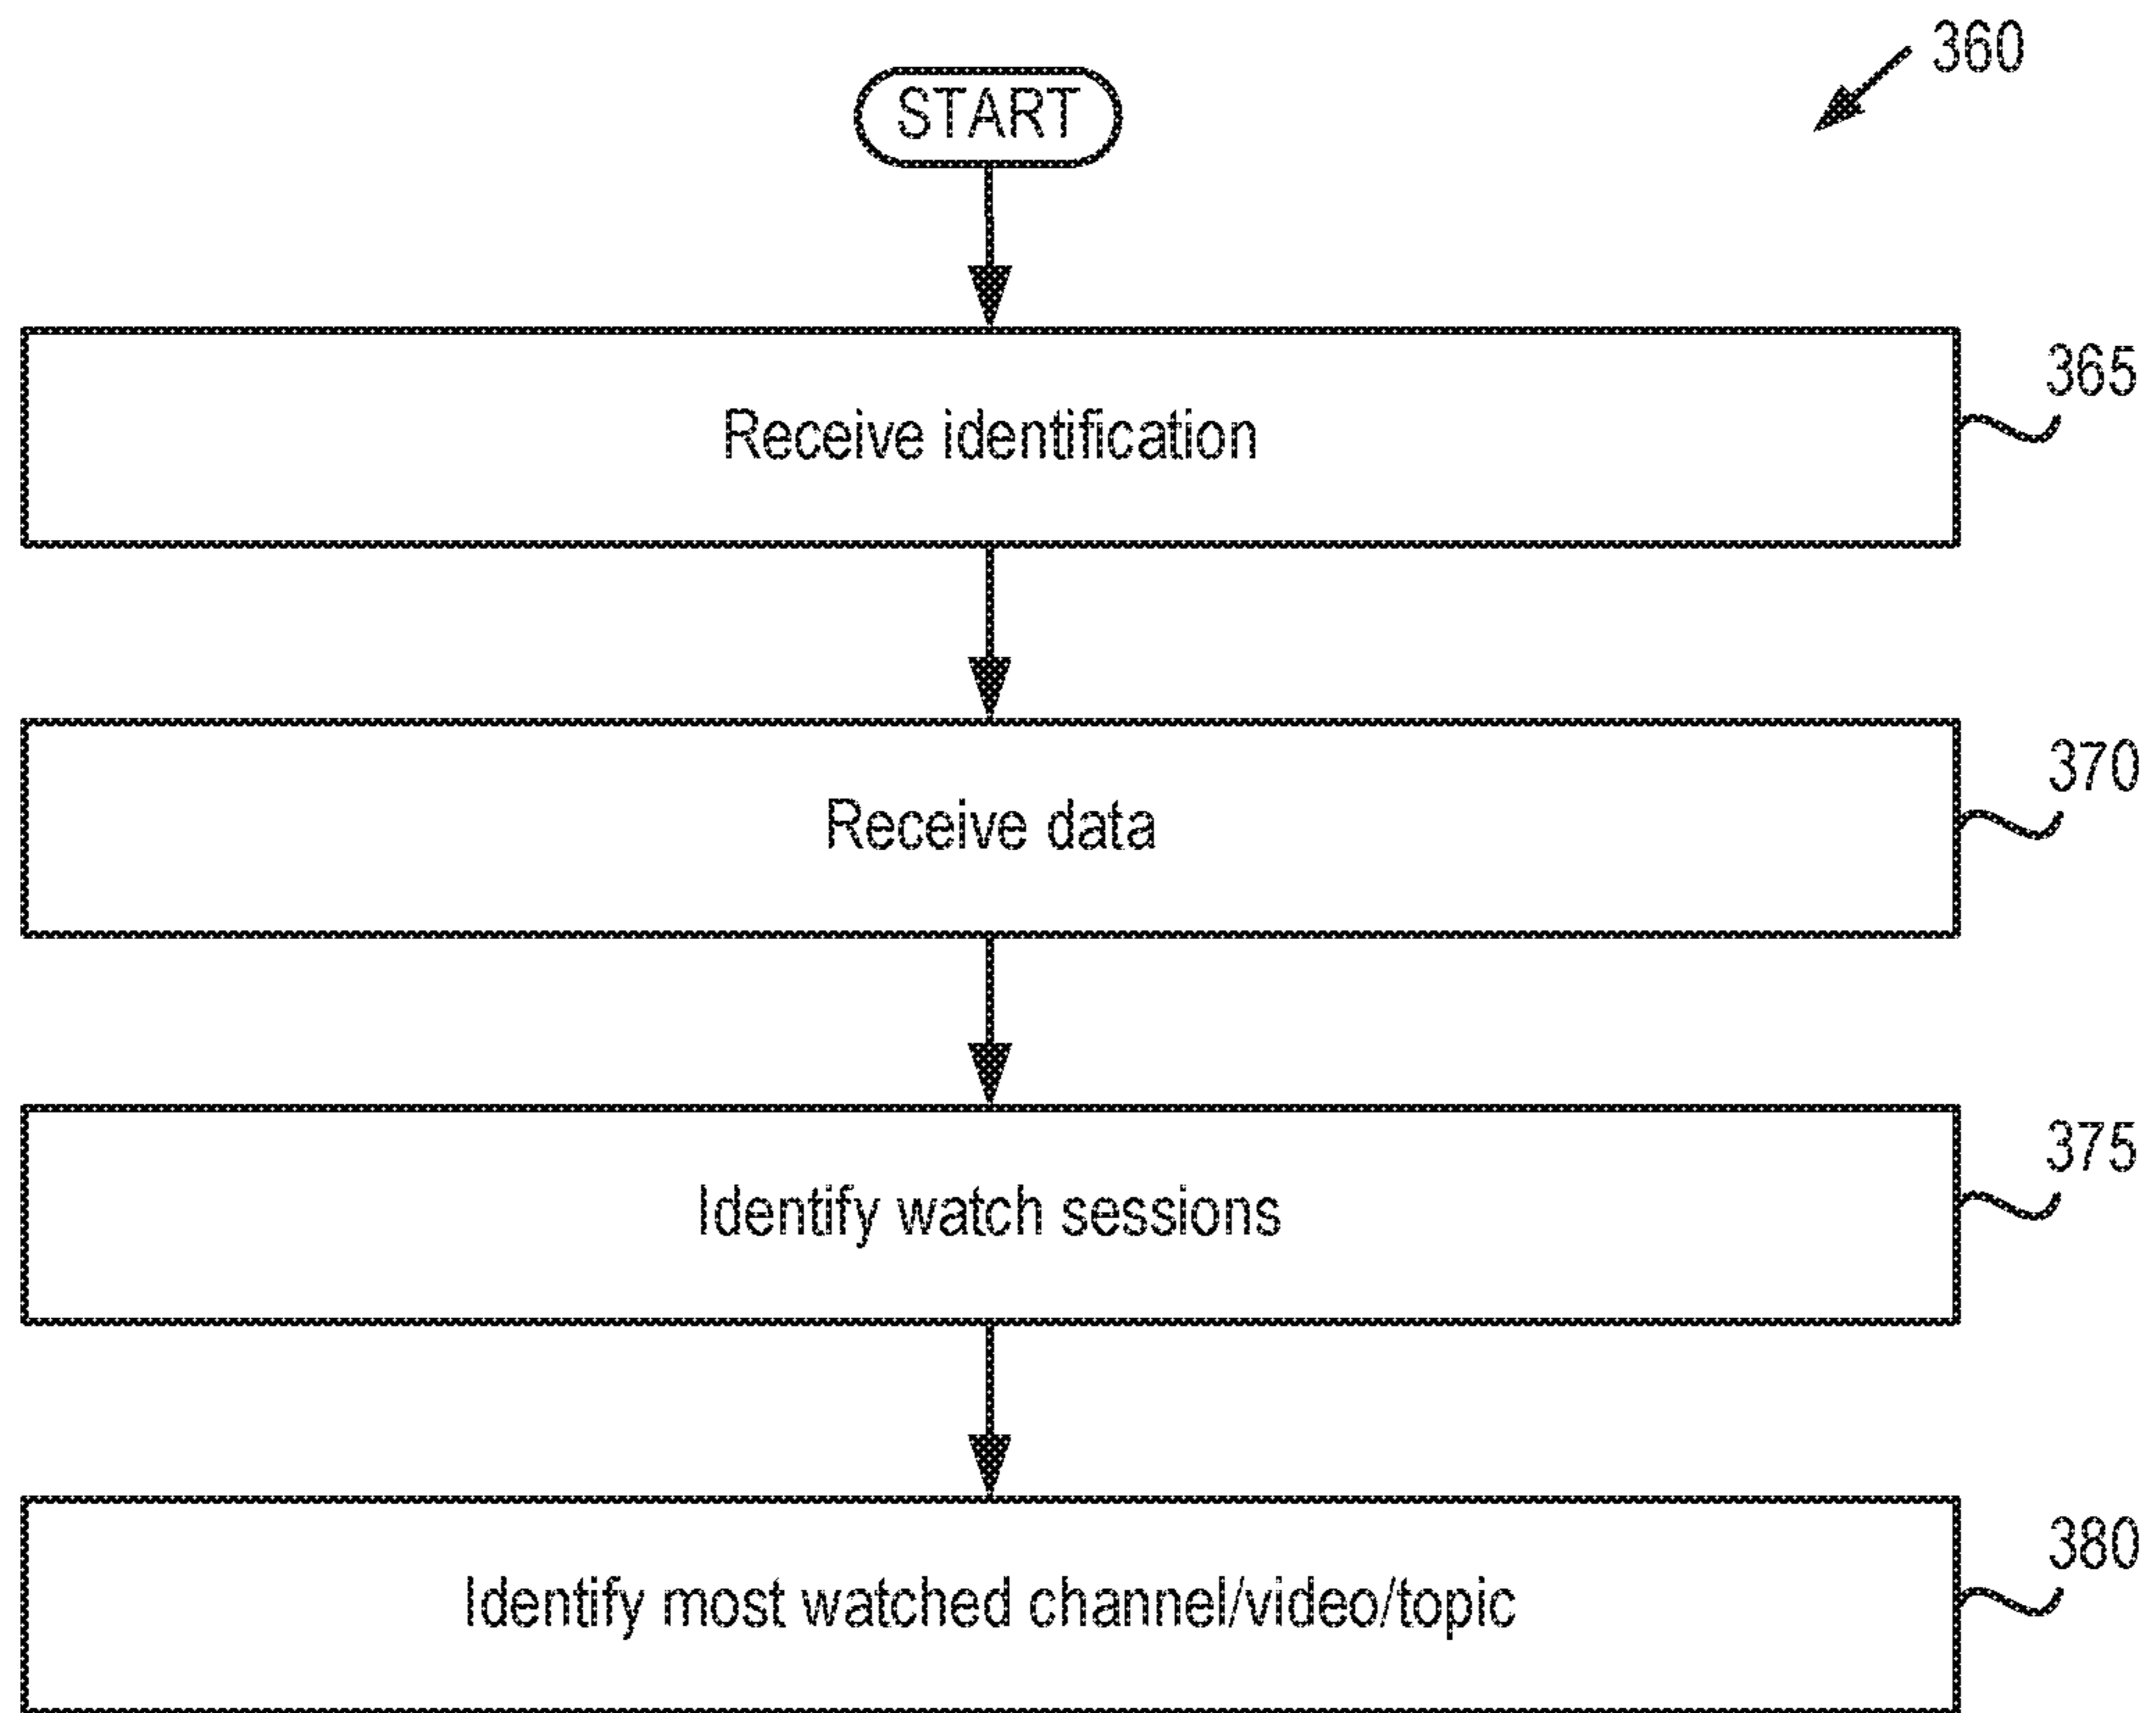 360
START
365
Receive identification
370
Receive data
375
Identify watch sessions
380
Identify most watched channel/video/topic